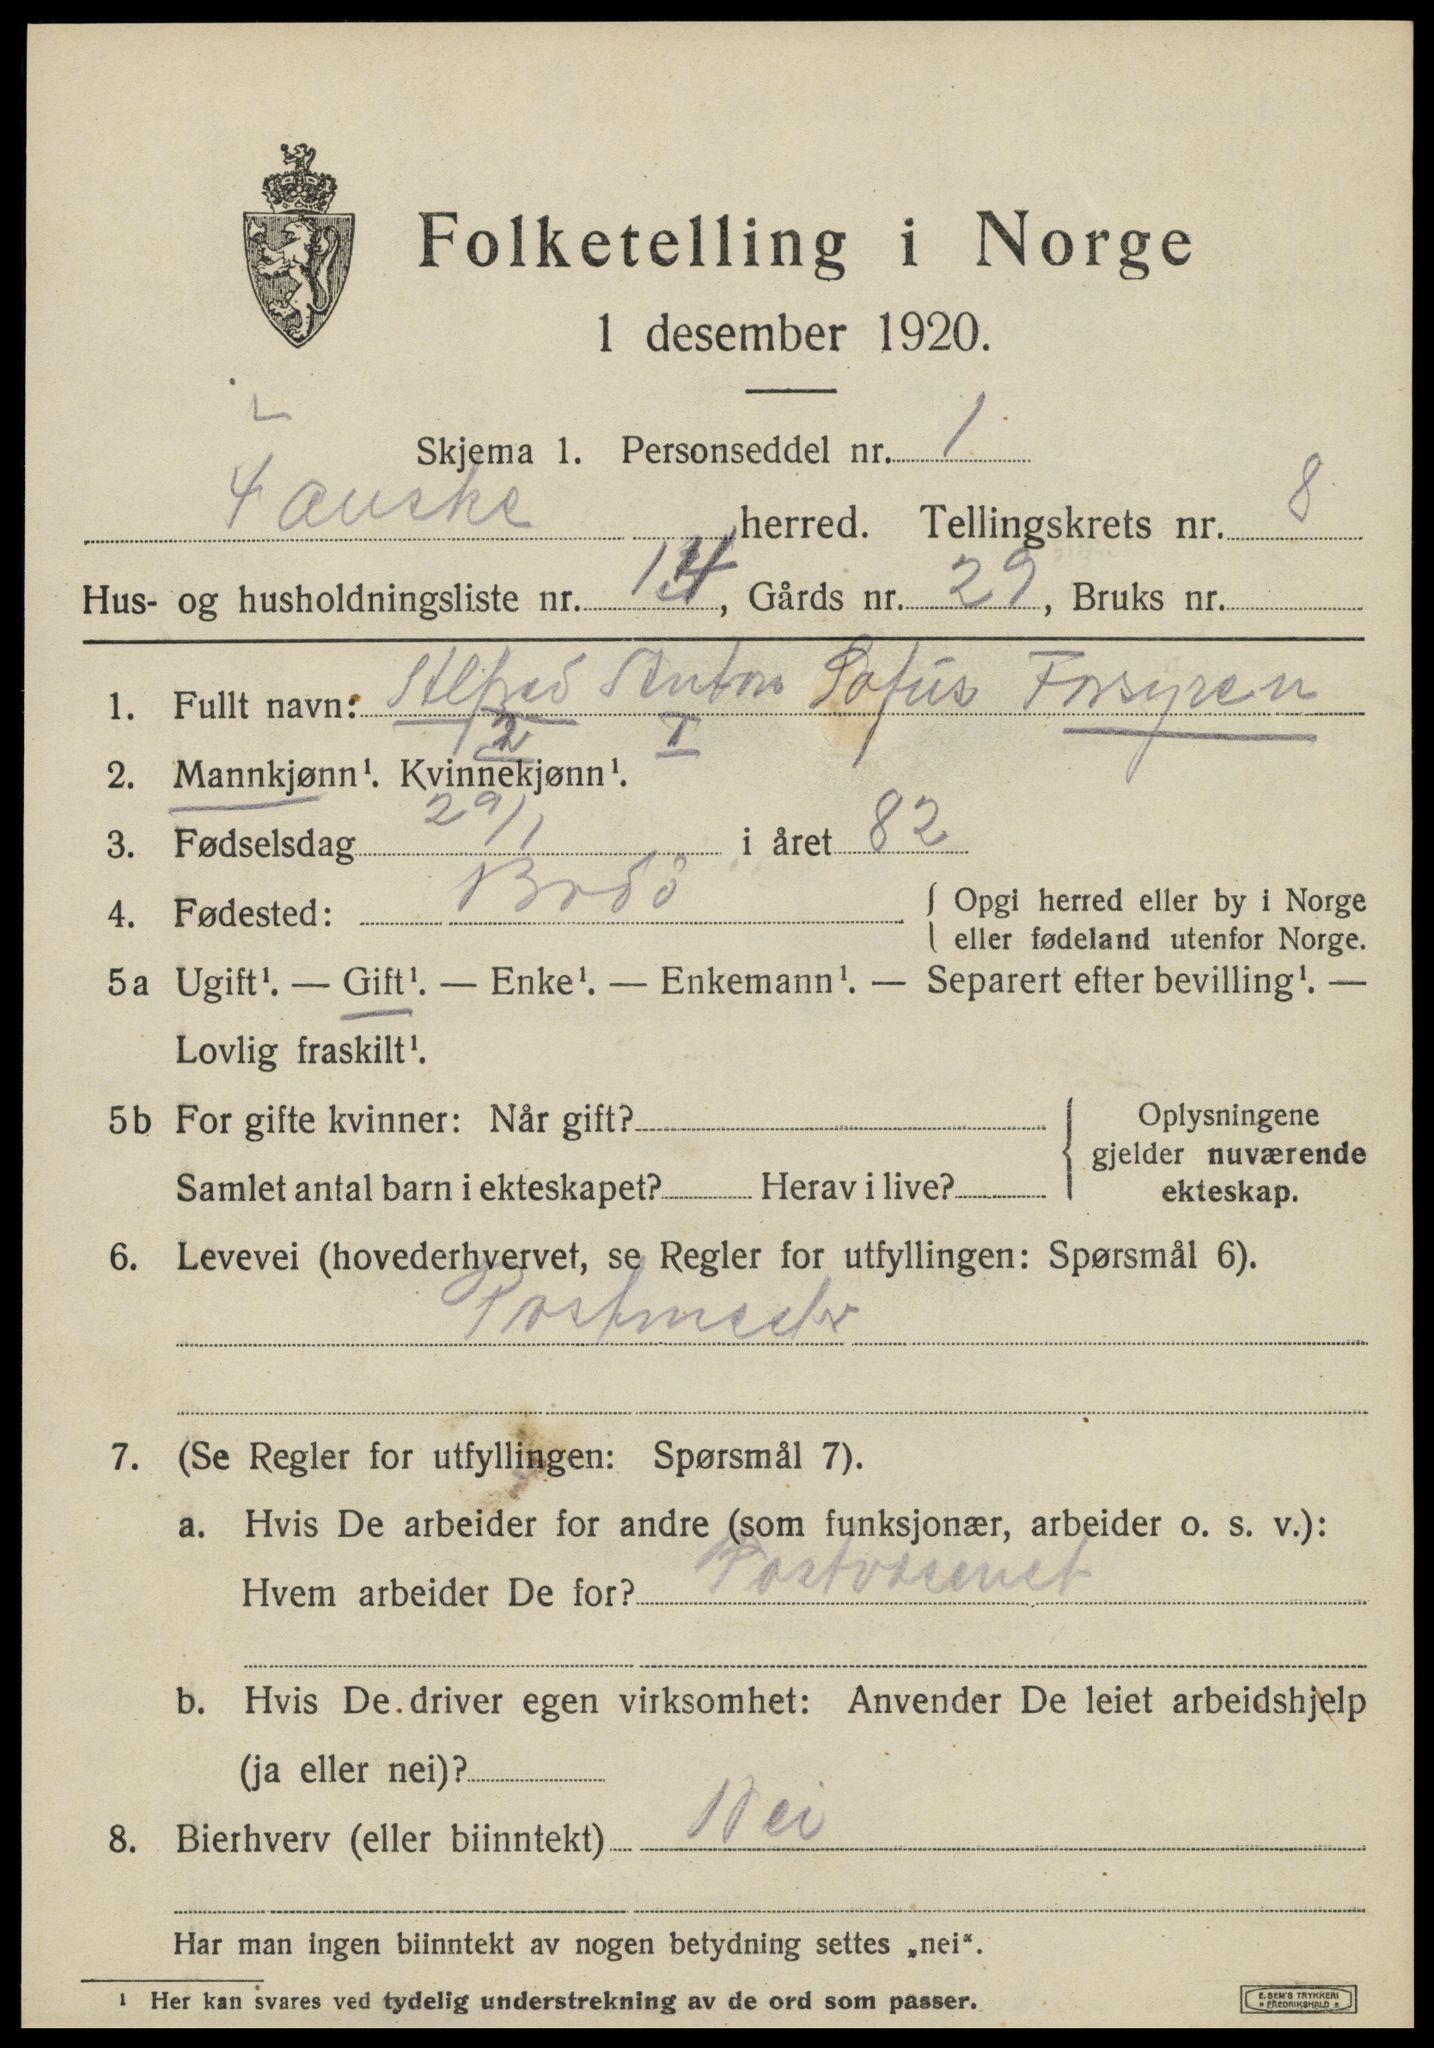 Folketelling i Norge
1 desember 1920.
Skjema 1. Personseddel nr. 1
Fauske herred. Tellingskrets nr. 8
Hus- og husholdningsliste nr. 14, Gårds nr. 29, Bruks nr.
1. Fullt navn: Alfred Anton Sofus Forsgren
2 1
2. Mannkjønn¹. Kvinnekjønn¹.
3. Fødselsdag 29/1 i året 82
4. Fødested: Bodö { Opgi herred eller by i Norge
eller fødeland utenfor Norge.
5a Ugift¹. — Gift¹. — Enke¹. — Enkemann¹. — Separert efter bevilling¹. —
Lovlig fraskilt¹.
5b For gifte kvinner: Når gift? { Oplysningene
gjelder nuværende
Samlet antal barn i ekteskapet? Herav i live? ekteskap.
6. Levevei (hovederhvervet, se Regler for utfyllingen: Spørsmål 6).
Postmester
7. (Se Regler for utfyllingen: Spørsmål 7).
a. Hvis De arbeider for andre (som funksjonær, arbeider o. s. v.):
Hvem arbeider De for? Postvæsenet
b. Hvis De driver egen virksomhet: Anvender De leiet arbeidshjelp
(ja eller nei)?
8. Bierhverv (eller biinntekt) Nei
Har man ingen biinntekt av nogen betydning settes „nei".
¹ Her kan svares ved tydelig understrekning av de ord som passer.
E. SEM'S TRYKKERI
* FREDRIKSHALD *